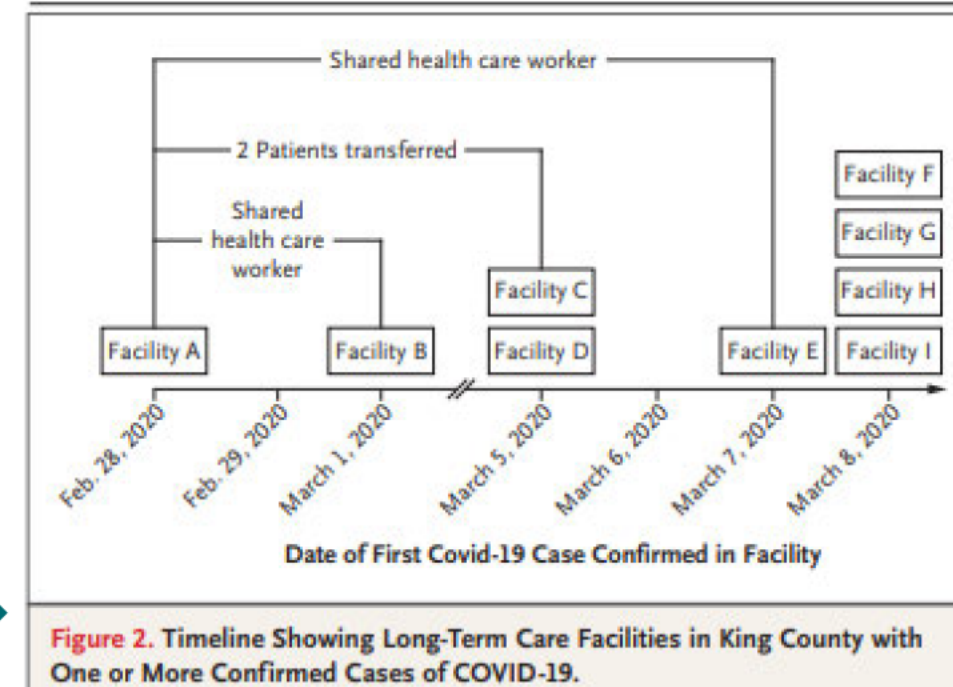 Shared health care worker
2 Patients transferred
Shared
health care
worker
Facility F
Facility G
Facility C
Facility H
Facility A
Facility B
Facility D
Facility E
Facility I
Feb. 28, 2020
Feb. 29, 2020
March 1, 2020
March 5, 2020
March 6, 2020
March 7, 2020
March 8, 2020
Date of First Covid-19 Case Confirmed in Facility
Figure 2. Timeline Showing Long-Term Care Facilities in King County with
One or More Confirmed Cases of COVID-19.